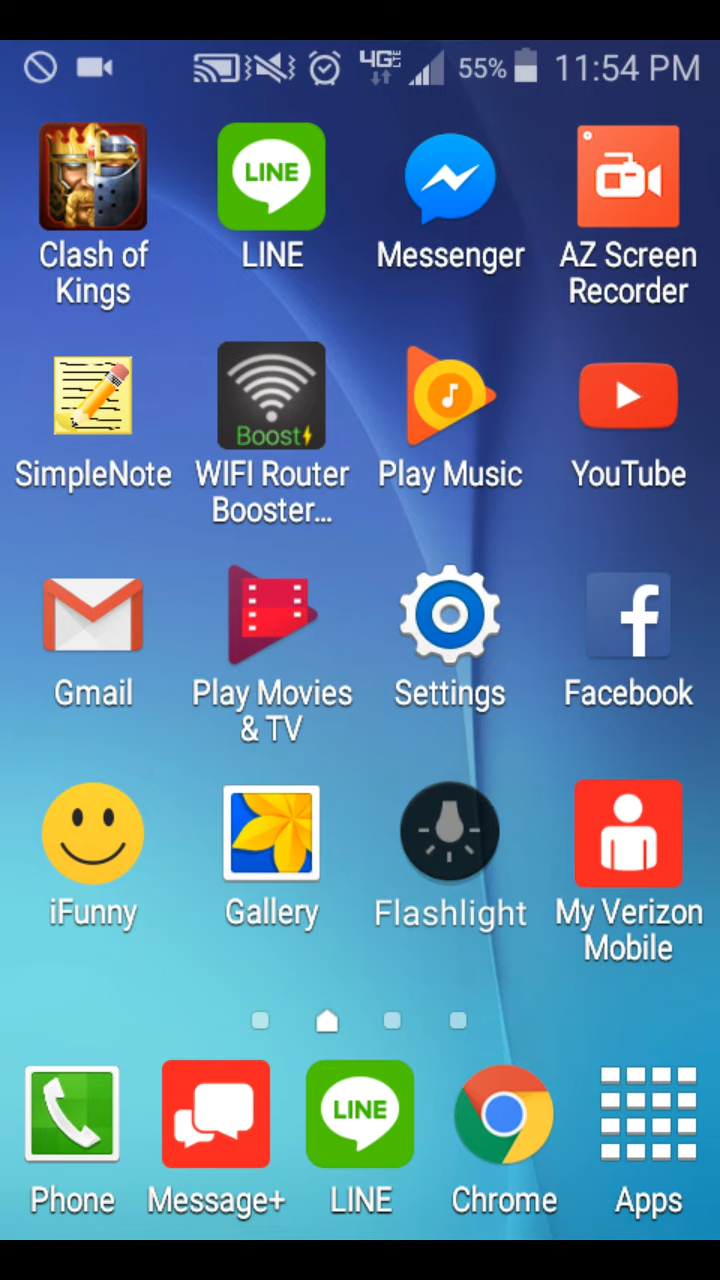 4G LTE 55% 11:54 PM
LINE
Clash of
Kings
LINE
Messenger
AZ Screen
Recorder
Boost
SimpleNote
WIFI Router
Booster...
Play Music
YouTube
f
Gmail
Play Movies
& TV
Settings
Facebook
iFunny
Gallery
Flashlight
My Verizon
Mobile
LINE
Phone
Message+
LINE
Chrome
Apps